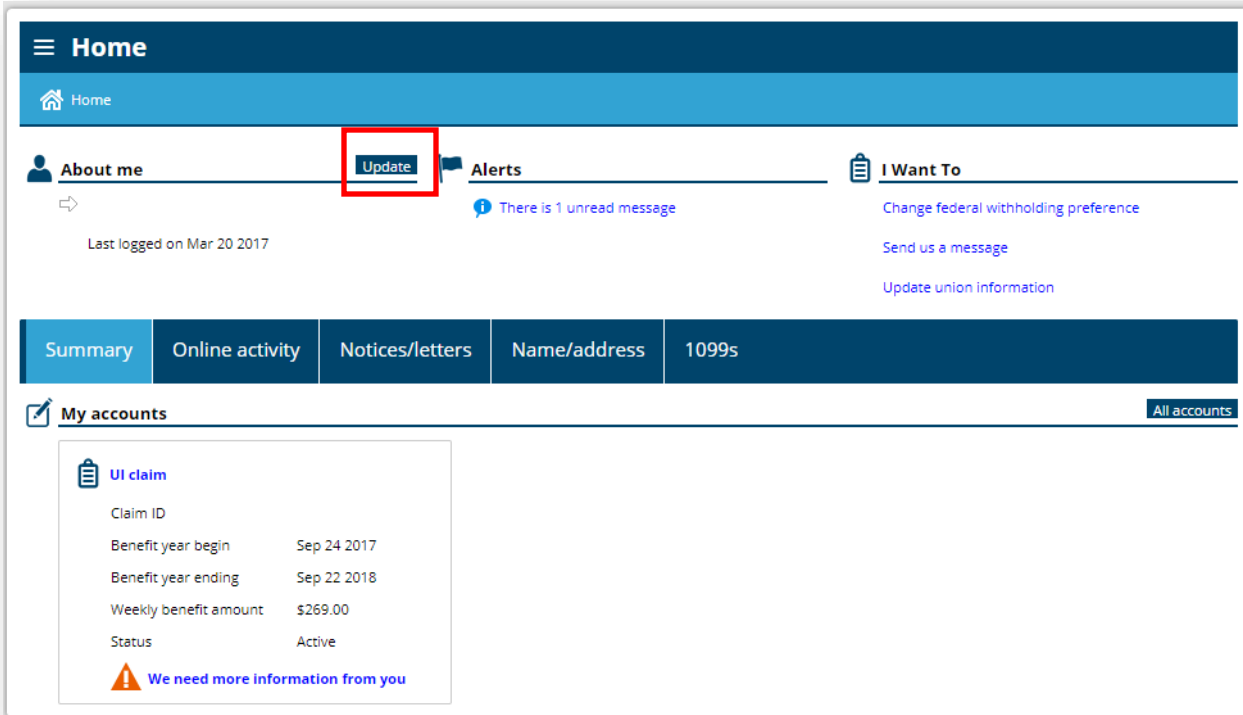 Home
Home
About me
Update
Last logged on Mar 20 2017
Alerts
There is 1 unread message
I Want To
Change federal withholding preference
Send us a message
Update union information
Summary Online activity Notices/letters Name/address 1099s
My accounts
All accounts
UI claim
Claim ID
Benefit year begin Sep 24 2017
Benefit year ending Sep 22 2018
Weekly benefit amount $269.00
Status Active
We need more information from you